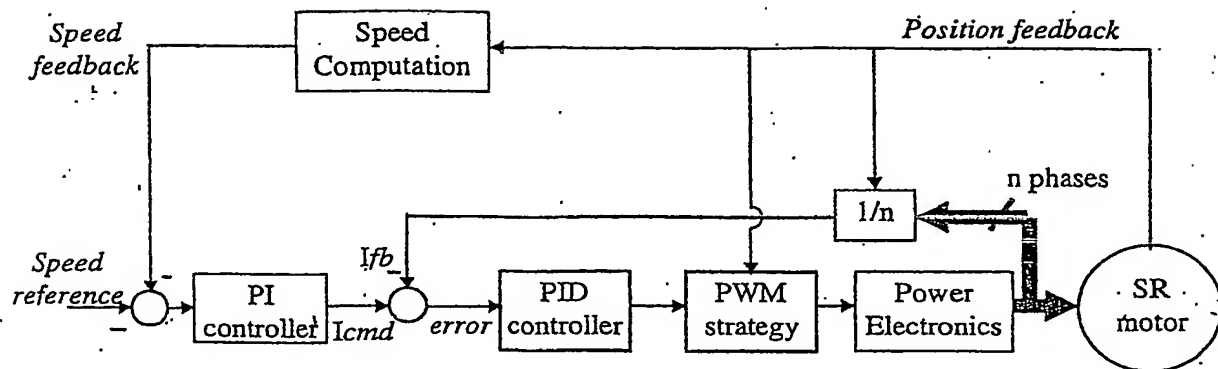 Speed
feedback
Speed
Computation
Position feedback
n phases
1/n
Speed
reference
Ifb
PI
controller
Icmd
error
PID
controller
PWM
strategy
Power
Electronics
SR
motor